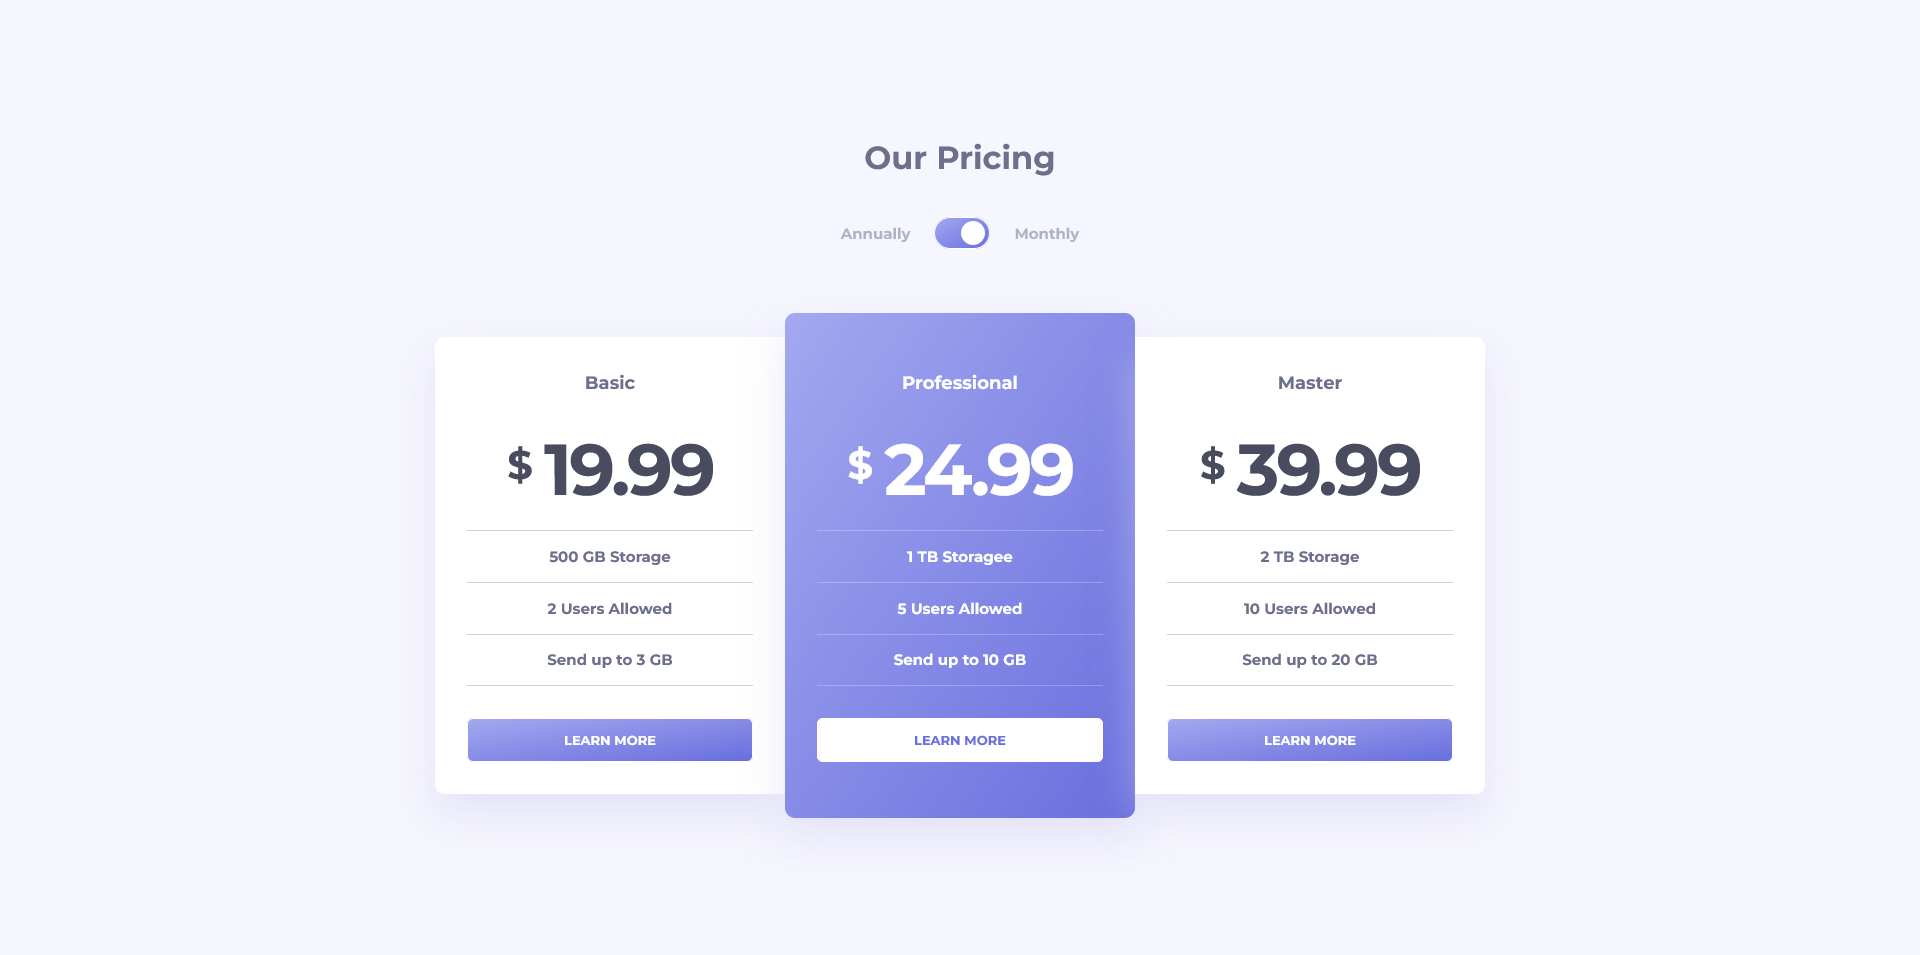 Our Pricing
Annually
Monthly
Basic
$ 19.99
500 GB Storage
2 Users Allowed
Send up to 3 GB
LEARN MORE
Professional
$ 24.99
1 TB Storagee
5 Users Allowed
Send up to 10 GB
LEARN MORE
Master
$ 39.99
2 TB Storage
10 Users Allowed
Send up to 20 GB
LEARN MORE